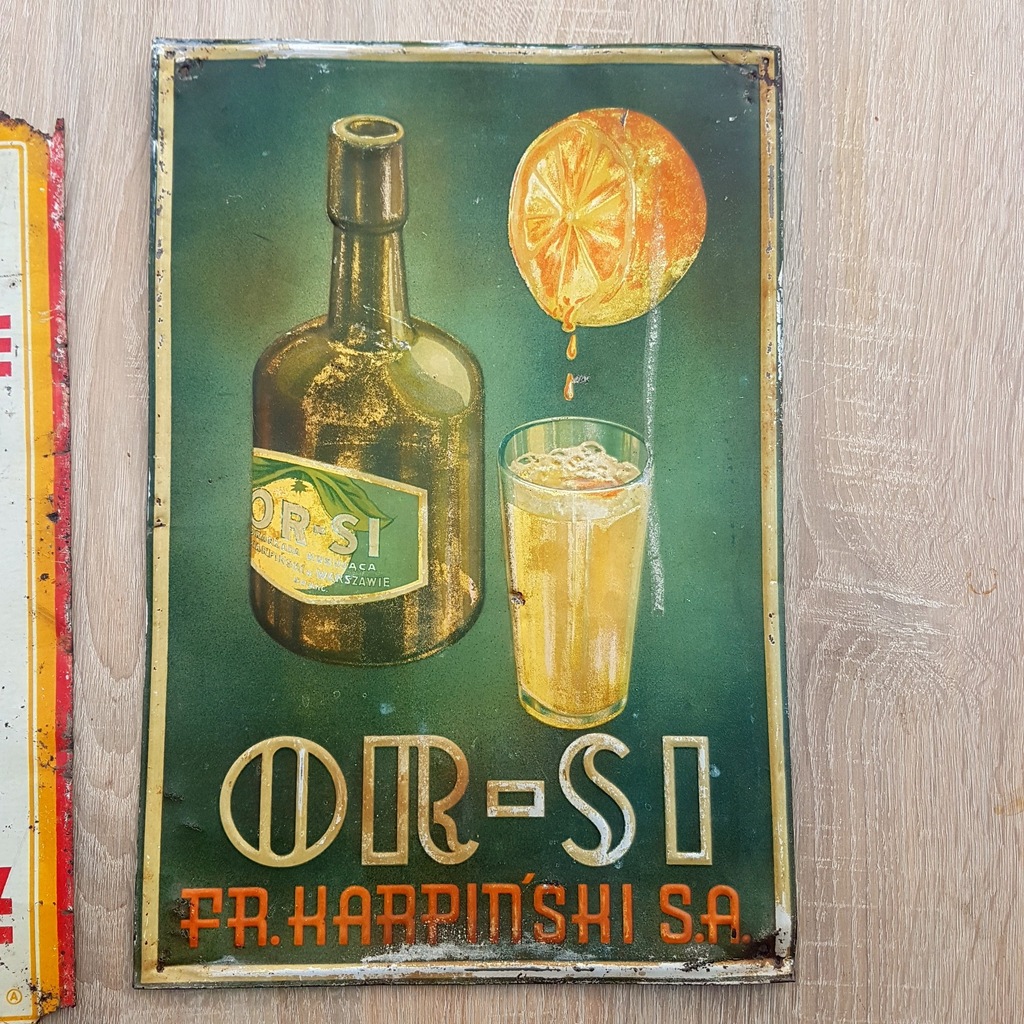 OR-SI
WARSZAWIE
OR-SI
FR. KARPIŃSKI S.A.
E
Z
A